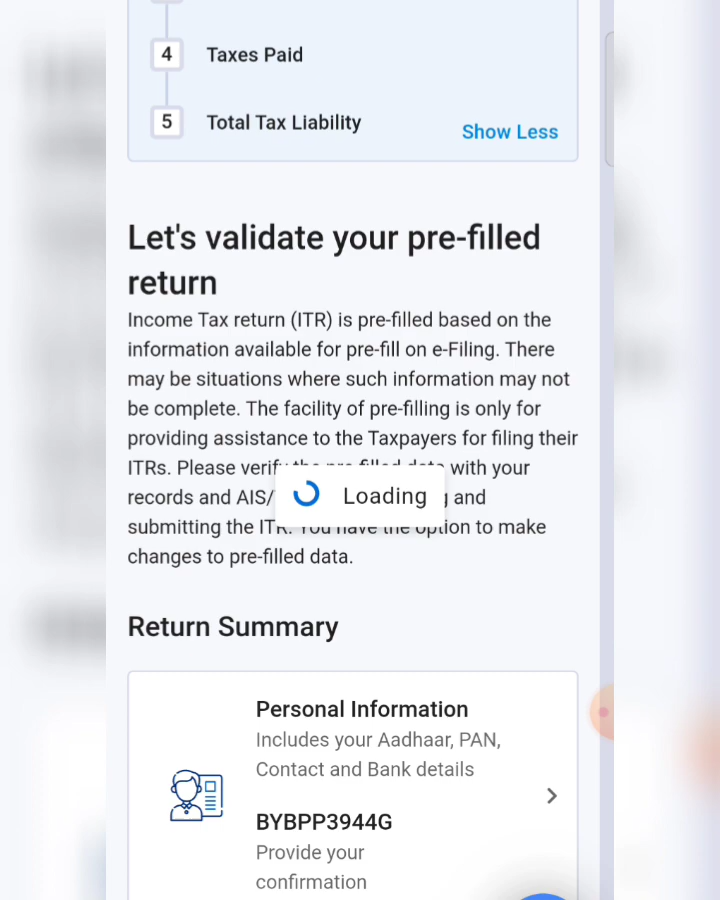 4 Taxes Paid
5 Total Tax Liability
Show Less
Let's validate your pre-filled
return
Income Tax return (ITR) is pre-filled based on the
information available for pre-fill on e-Filing. There
may be situations where such information may not
be complete. The facility of pre-filling is only for
providing assistance to the Taxpayers for filing their
ITRs. Please verify the pre-filled data with your
records and AIS/ and
Loading
submitting the ITR. You have the option to make
changes to pre-filled data.
Return Summary
Personal Information
Includes your Aadhaar, PAN,
Contact and Bank details
BYBPP3944G
Provide your
confirmation